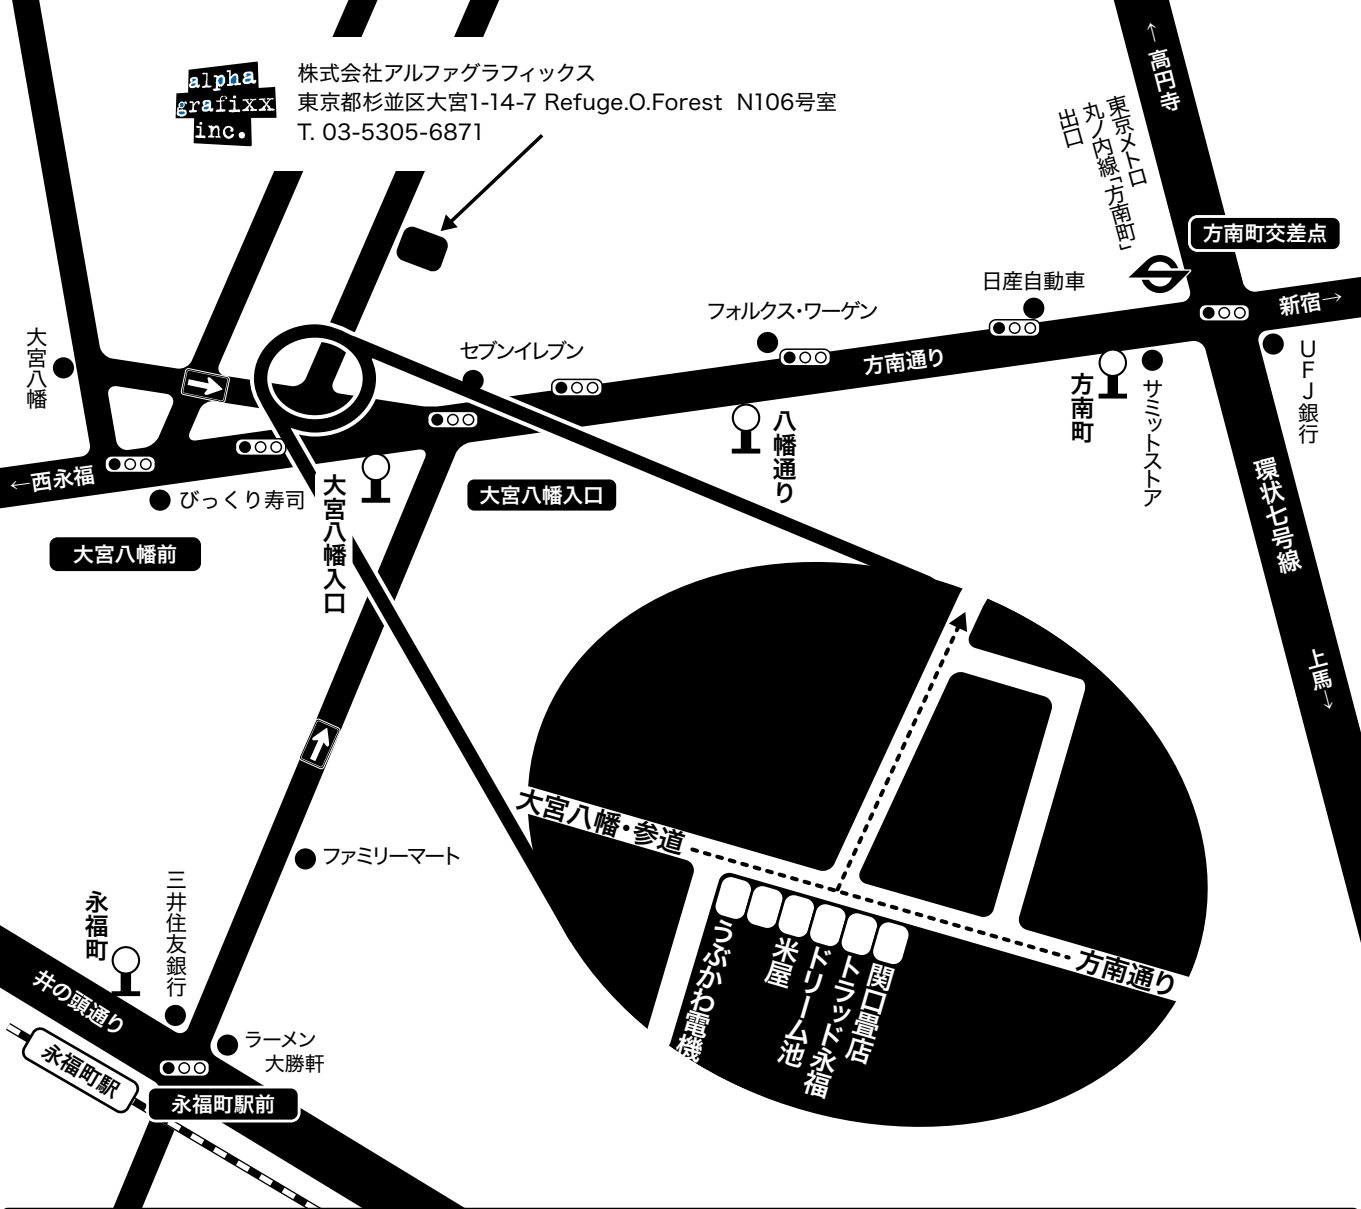 alpha
grafixx
inc.
株式会社アルファグラフィックス
東京都杉並区大宮1-14-7 Refuge.O.Forest N106号室
T. 03-5305-6871
↑高円寺
東京メトロ
丸ノ内線「方南町」
出口
方南町交差点
新宿→
日産自動車
フォルクス・ワーゲン
セブンイレブン
方南通り
大宮八幡
方南町
サミットストア
UFJ銀行
八幡通り
←西永福
びっくり寿司
大宮八幡入口
大宮八幡入口
大宮八幡前
環状七号線
上馬→
大宮八幡・参道
ファミリーマート
うぶかわ電機
米屋
ドリーム池
トラッド永福
関口畳店
方南通り
永福町
三井住友銀行
井の頭通り
ラーメン
大勝軒
永福町駅
永福町駅前